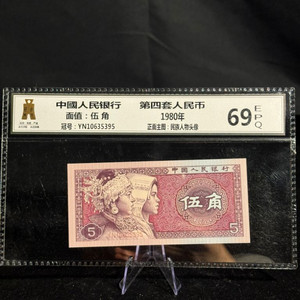 中國人民银行 第四套人民币
面值：伍 角 1980年
冠号：YN10635395 正面主图：民族人物头像
69 EPQ
中国人民银行
伍角
5 5